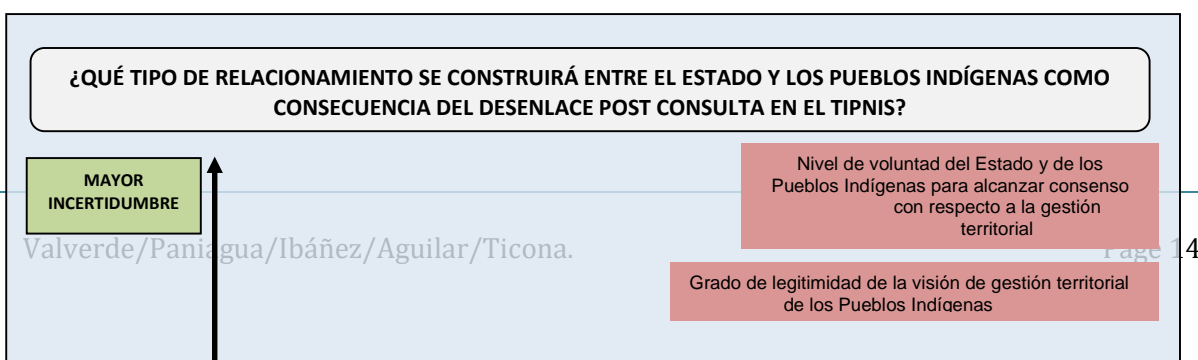 ¿QUÉ TIPO DE RELACIONAMIENTO SE CONSTRUIRÁ ENTRE EL ESTADO Y LOS PUEBLOS INDÍGENAS COMO
CONSECUENCIA DEL DESENLACE POST CONSULTA EN EL TIPNIS?
MAYOR
INCERTIDUMBRE
Nivel de voluntad del Estado y de los
Pueblos Indígenas para alcanzar consenso
con respecto a la gestión
territorial
Valverde/Paniagua/Ibáñez/Aguilar/Ticona.
Page 14
Grado de legitimidad de la visión de gestión territorial
de los Pueblos Indígenas